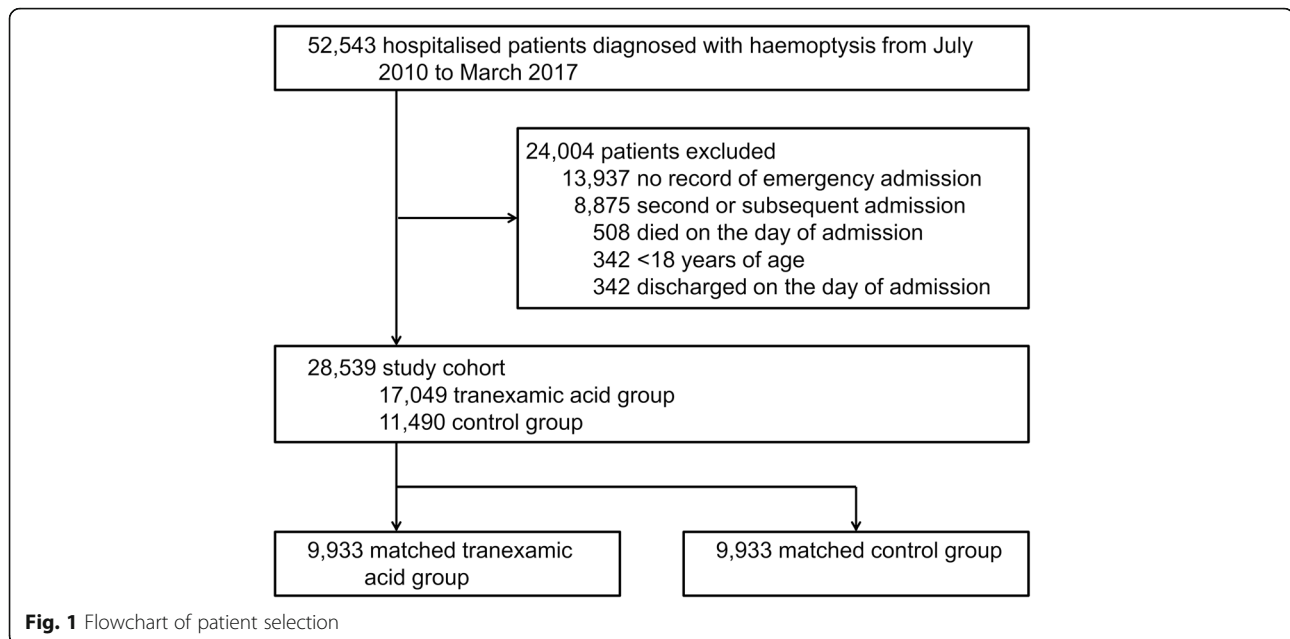 52,543 hospitalised patients diagnosed with haemoptysis from July
2010 to March 2017
24,004 patients excluded
13,937 no record of emergency admission
8,875 second or subsequent admission
508 died on the day of admission
342 <18 years of age
342 discharged on the day of admission
28,539 study cohort
17,049 tranexamic acid group
11,490 control group
9,933 matched tranexamic
acid group
9,933 matched control group
Fig. 1 Flowchart of patient selection